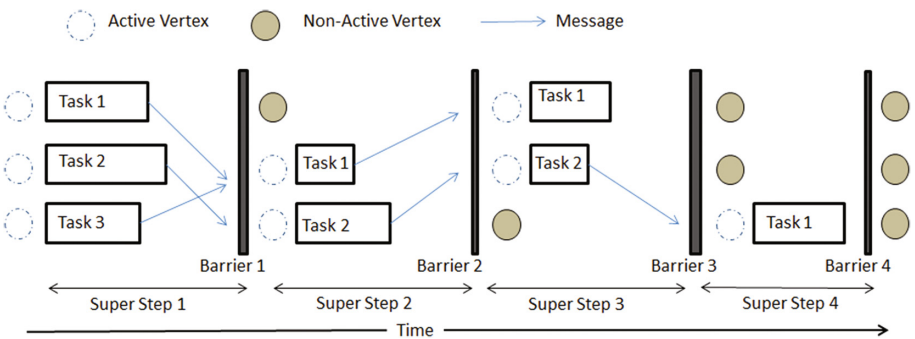 Active Vertex
Non-Active Vertex
Message
Task 1
Task 2
Task 3
Barrier 1
Super Step 1
Task 1
Task 2
Barrier 2
Super Step 2
Task 1
Task 2
Barrier 3
Super Step 3
Task 1
Barrier 4
Super Step 4
Time